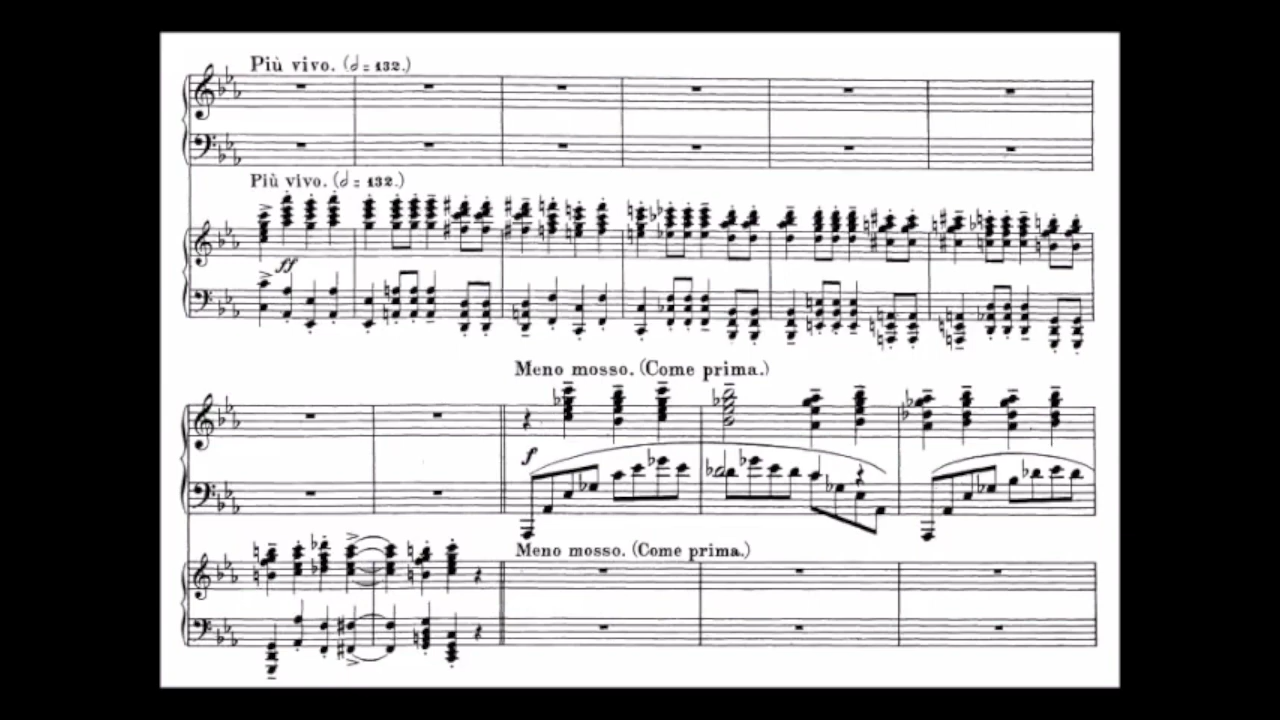 Più vivo. (𝅗𝅥 = 132.)
Più vivo. (𝅗𝅥 = 132.)
ff
Meno mosso. (Come prima.)
f
Meno mosso. (Come prima.)